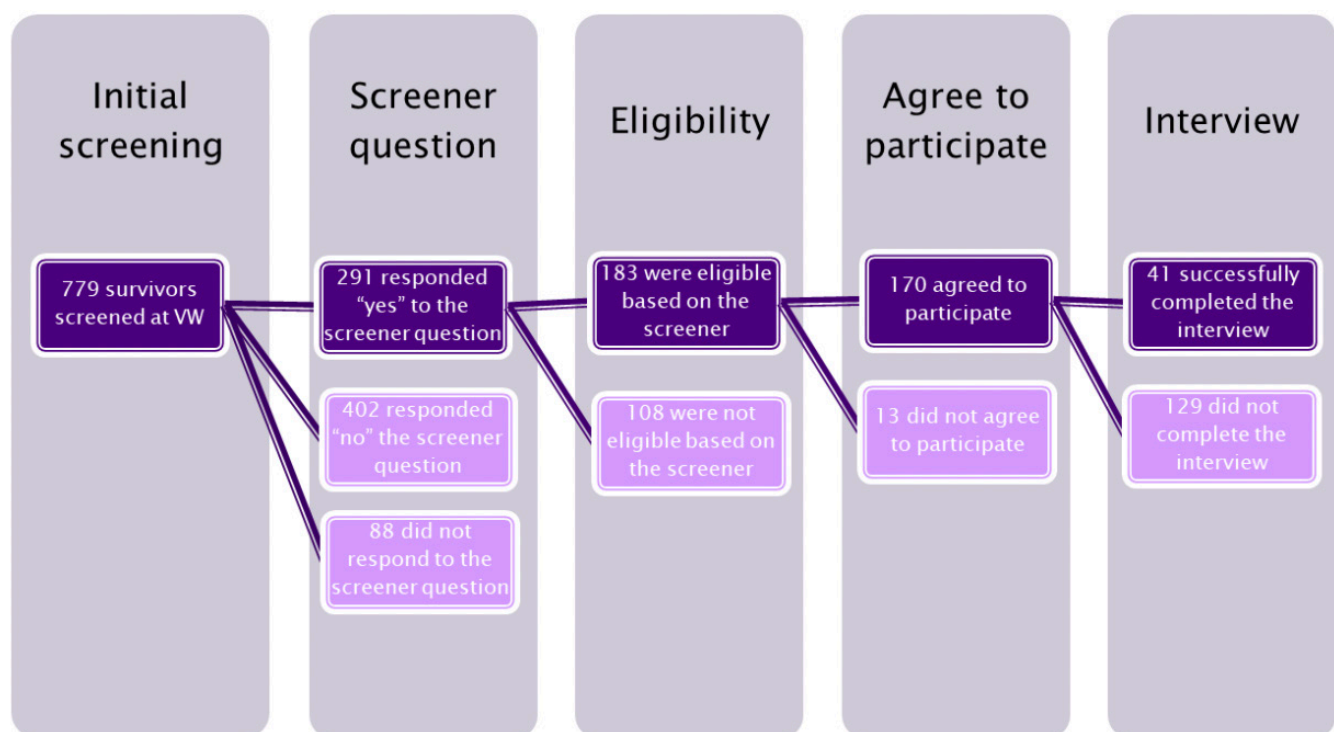 Initial
screening
Screener
question
Eligibility
Agree to
participate
Interview
779 survivors
screened at VW
291 responded
“yes” to the
screener question
402 responded
“no” the screener
question
88 did not
respond to the
screener question
183 were eligible
based on the
screener
108 were not
eligible based on
the screener
170 agreed to
participate
13 did not agree
to participate
41 successfully
completed the
interview
129 did not
complete the
interview